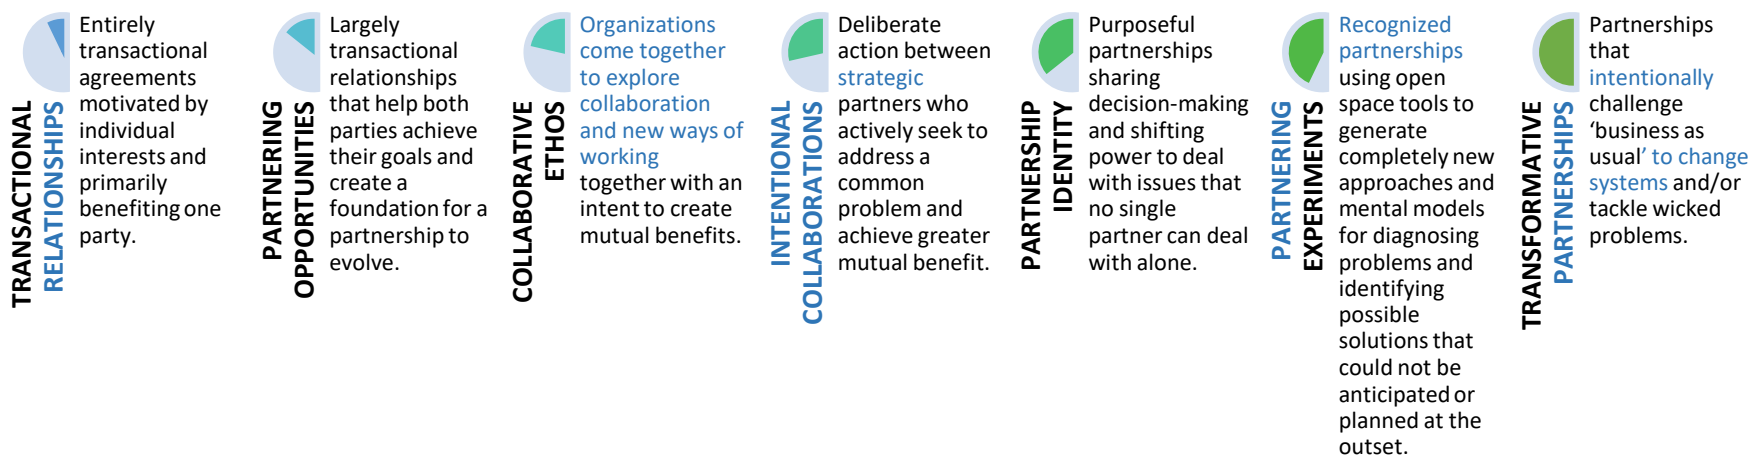 TRANSACTIONAL
RELATIONSHIPS
Entirely
transactional
agreements
motivated by
individual
interests and
primarily
benefiting one
party.
PARTNERING
OPPORTUNITIES
Largely
transactional
relationships
that help both
parties achieve
their goals and
create a
foundation for a
partnership to
evolve.
COLLABORATIVE
ETHOS
Organizations
come together
to explore
collaboration
and new ways of
working
together with an
intent to create
mutual benefits.
INTENTIONAL
COLLABORATIONS
Deliberate
action between
strategic
partners who
actively seek to
address a
common
problem and
achieve greater
mutual benefit.
PARTNERSHIP
IDENTITY
Purposeful
partnerships
sharing
decision-making
and shifting
power to deal
with issues that
no single
partner can deal
with alone.
PARTNERING
EXPERIMENTS
Recognized
partnerships
using open
space tools to
generate
completely new
approaches and
mental models
for diagnosing
problems and
identifying
possible
solutions that
could not be
anticipated or
planned at the
outset.
TRANSFORMATIVE
PARTNERSHIPS
Partnerships
that
intentionally
challenge
‘business as
usual’ to change
systems and/or
tackle wicked
problems.